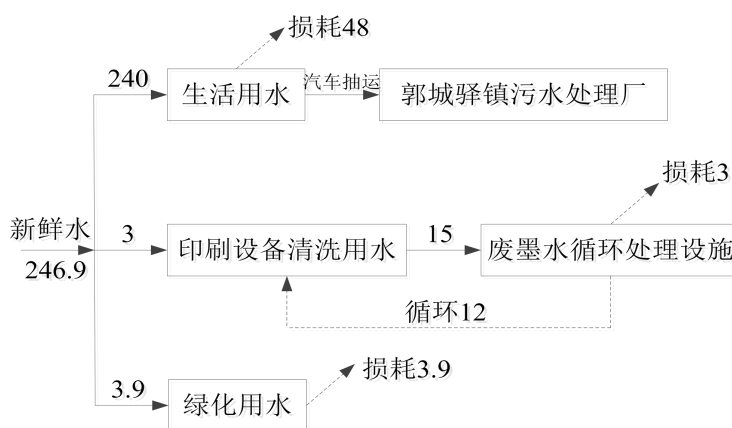 损耗48
240
生活用水
汽车抽运
郭城驿镇污水处理厂
损耗3
新鲜水
246.9
3
印刷设备清洗用水
15
废墨水循环处理设施
循环12
损耗3.9
3.9
绿化用水